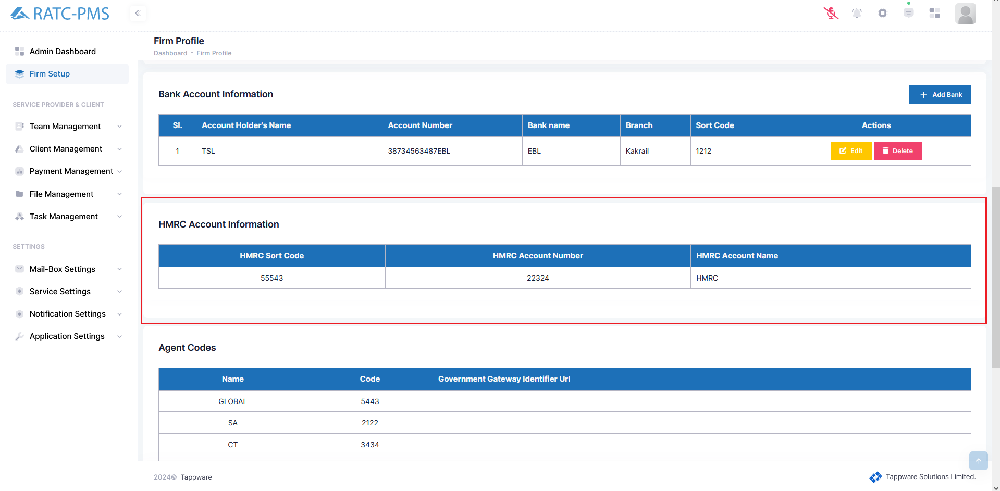 RATC-PMS
Firm Profile
Dashboard - Firm Profile
Admin Dashboard
Firm Setup
SERVICE PROVIDER & CLIENT
Team Management
Client Management
Payment Management
File Management
Task Management
SETTINGS
Mail-Box Settings
Service Settings
Notification Settings
Application Settings
Bank Account Information
Add Bank
Sl. Account Holder's Name Account Number Bank name Branch Sort Code Actions
1 TSL 38734563487EBL EBL Kakrail 1212 Edit Delete
HMRC Account Information
HMRC Sort Code HMRC Account Number HMRC Account Name
55543 22324 HMRC
Agent Codes
Name Code Government Gateway Identifier Url
GLOBAL 5443
SA 2122
CT 3434
2024© Tappware
Tappware Solutions Limited.